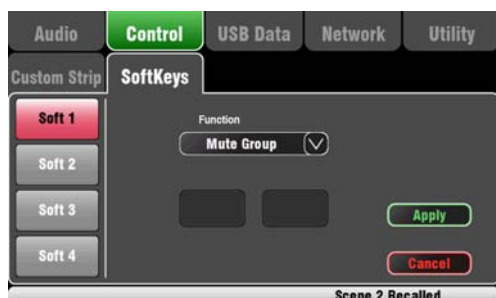 Audio Control USB Data Network Utility
Custom Strip SoftKeys
Soft 1
Function
Mute Group
Soft 2
Soft 3
Apply
Soft 4
Cancel
Scene 2 Recalled